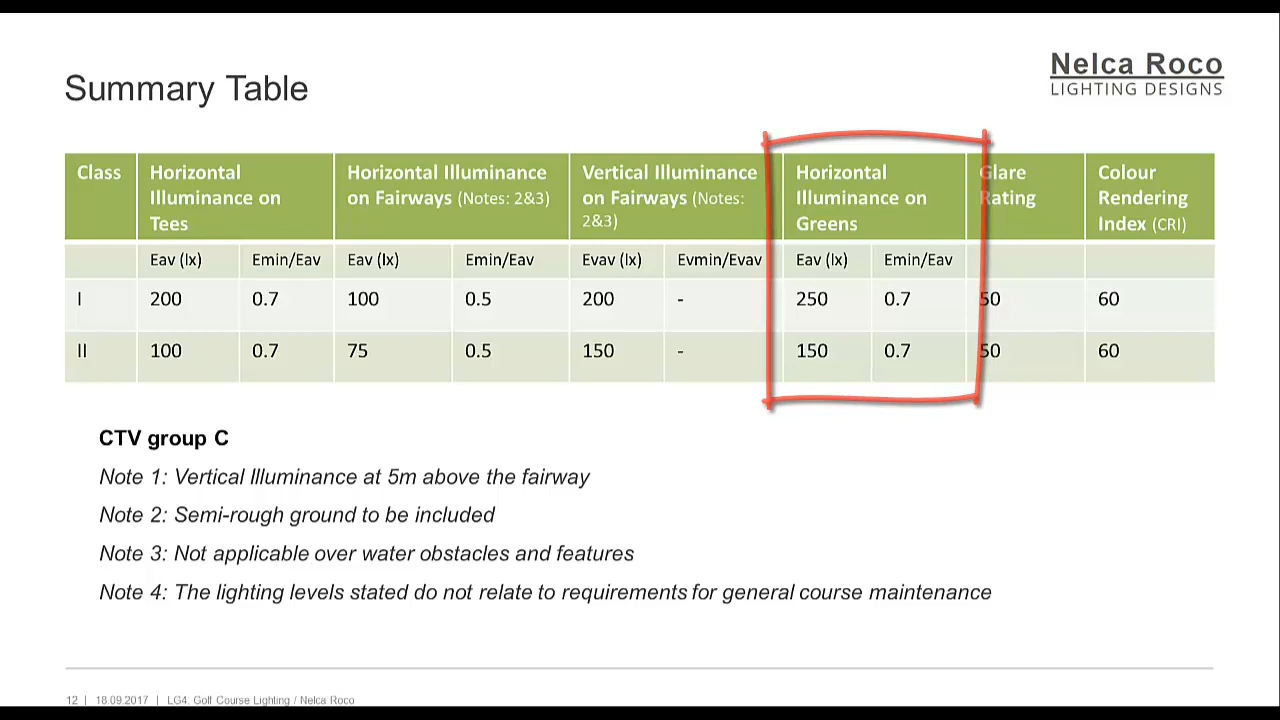 Nelca Roco
LIGHTING DESIGNS
Summary Table
Class
Horizontal
Illuminance on
Tees
Horizontal Illuminance
on Fairways (Notes: 2&3)
Vertical Illuminance
on Fairways (Notes:
2&3)
Horizontal
Illuminance on
Greens
Glare
Rating
Colour
Rendering
Index (CRI)
Eav (lx) Emin/Eav Eav (lx) Emin/Eav Evav (lx) Evmin/Evav Eav (lx) Emin/Eav
I 200 0.7 100 0.5 200 - 250 0.7 50 60
II 100 0.7 75 0.5 150 - 150 0.7 50 60
CTV group C
Note 1: Vertical Illuminance at 5m above the fairway
Note 2: Semi-rough ground to be included
Note 3: Not applicable over water obstacles and features
Note 4: The lighting levels stated do not relate to requirements for general course maintenance
12 | 18.09.2017 | LG4. Golf Course Lighting / Nelca Roco